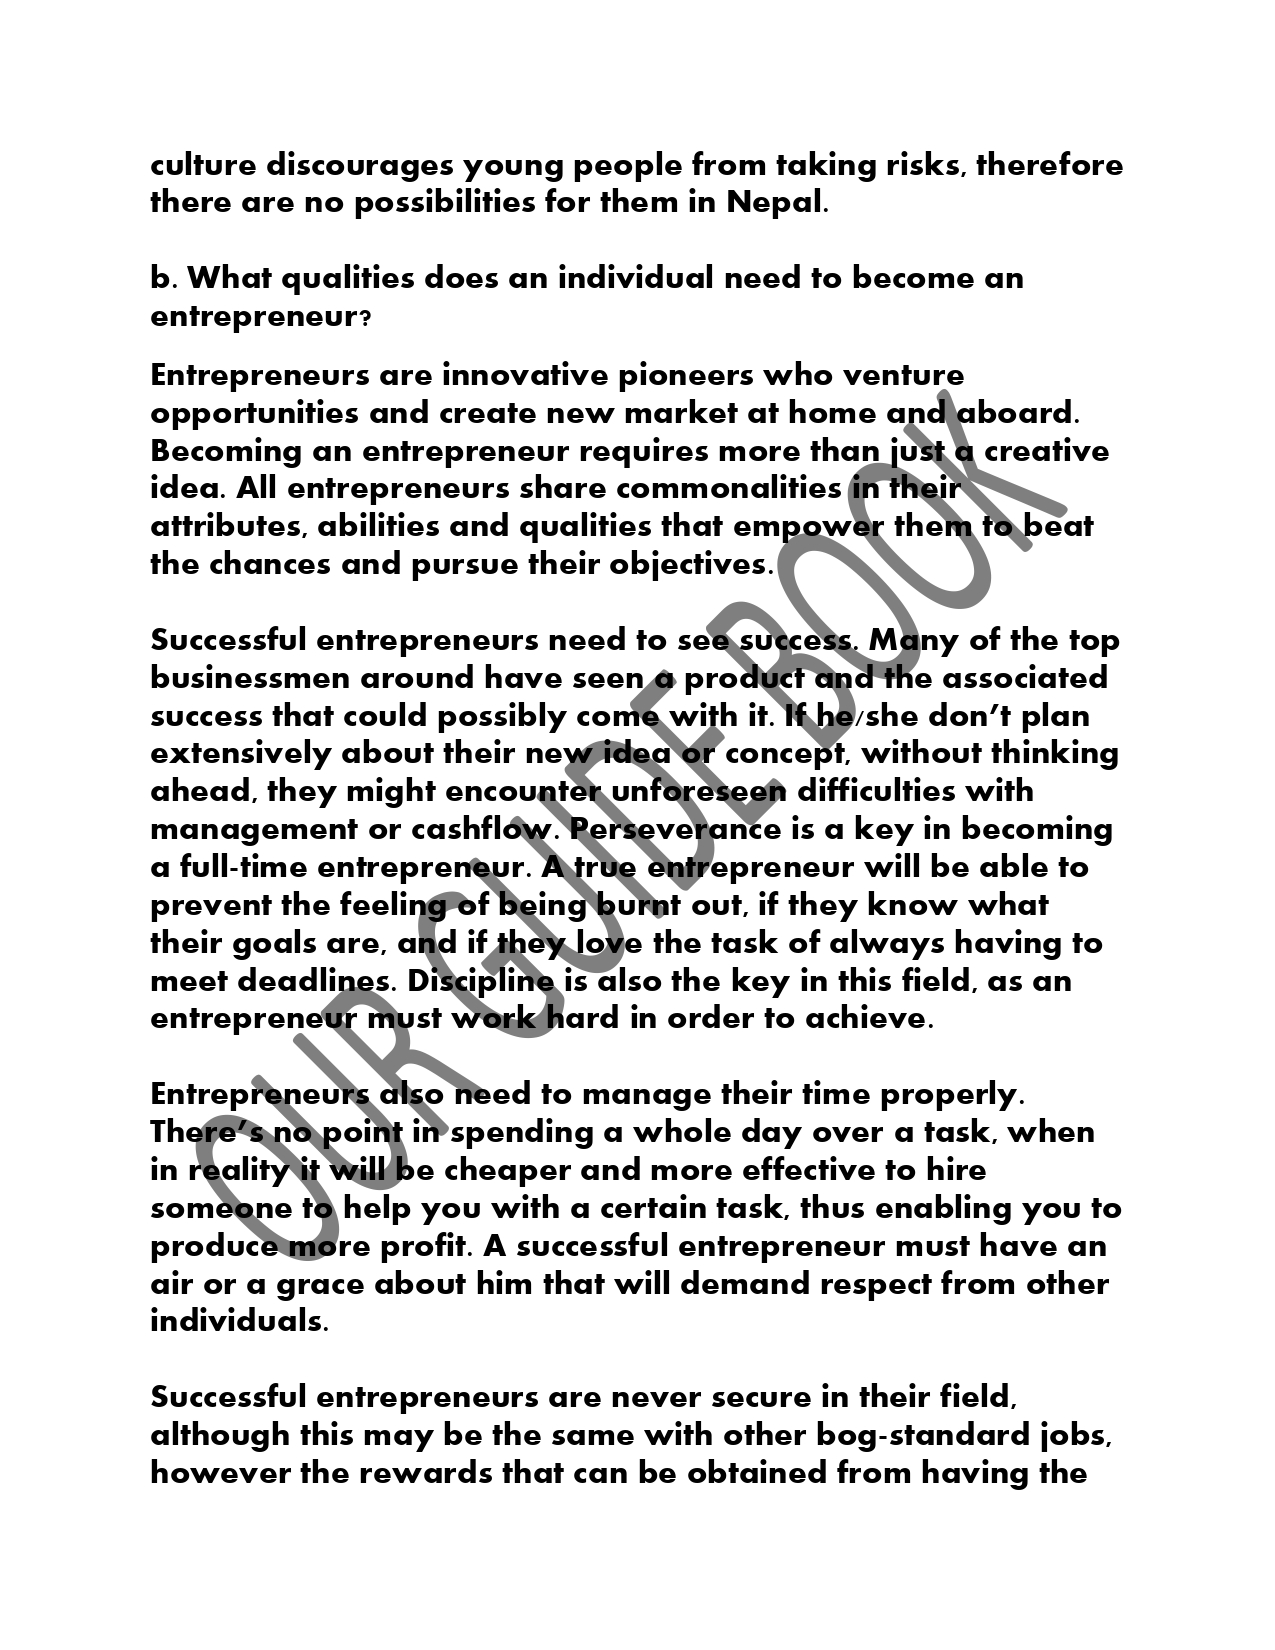 culture discourages young people from taking risks, therefore
there are no possibilities for them in Nepal.
b. What qualities does an individual need to become an
entrepreneur?
Entrepreneurs are innovative pioneers who venture
opportunities and create new market at home and aboard.
Becoming an entrepreneur requires more than just a creative
idea. All entrepreneurs share commonalities in their
attributes, abilities and qualities that empower them to beat
the chances and pursue their objectives.
Successful entrepreneurs need to see success. Many of the top
businessmen around have seen a product and the associated
success that could possibly come with it. If he/she don't plan
extensively about their new idea or concept, without thinking
ahead, they might encounter unforeseen difficulties with
management or cashflow. Perseverance is a key in becoming
a full-time entrepreneur. A true entrepreneur will be able to
prevent the feeling of being burnt out, if they know what
their goals are, and if they love the task of always having to
meet deadlines. Discipline is also the key in this field, as an
entrepreneur must work hard in order to achieve.
Entrepreneurs also need to manage their time properly.
There's no point in spending a whole day over a task, when
in reality it will be cheaper and more effective to hire
someone to help you with a certain task, thus enabling you to
produce more profit. A successful entrepreneur must have an
air or a grace about him that will demand respect from other
individuals.
Successful entrepreneurs are never secure in their field,
although this may be the same with other bog-standard jobs,
however the rewards that can be obtained from having the
OUR GUIDE BOOK